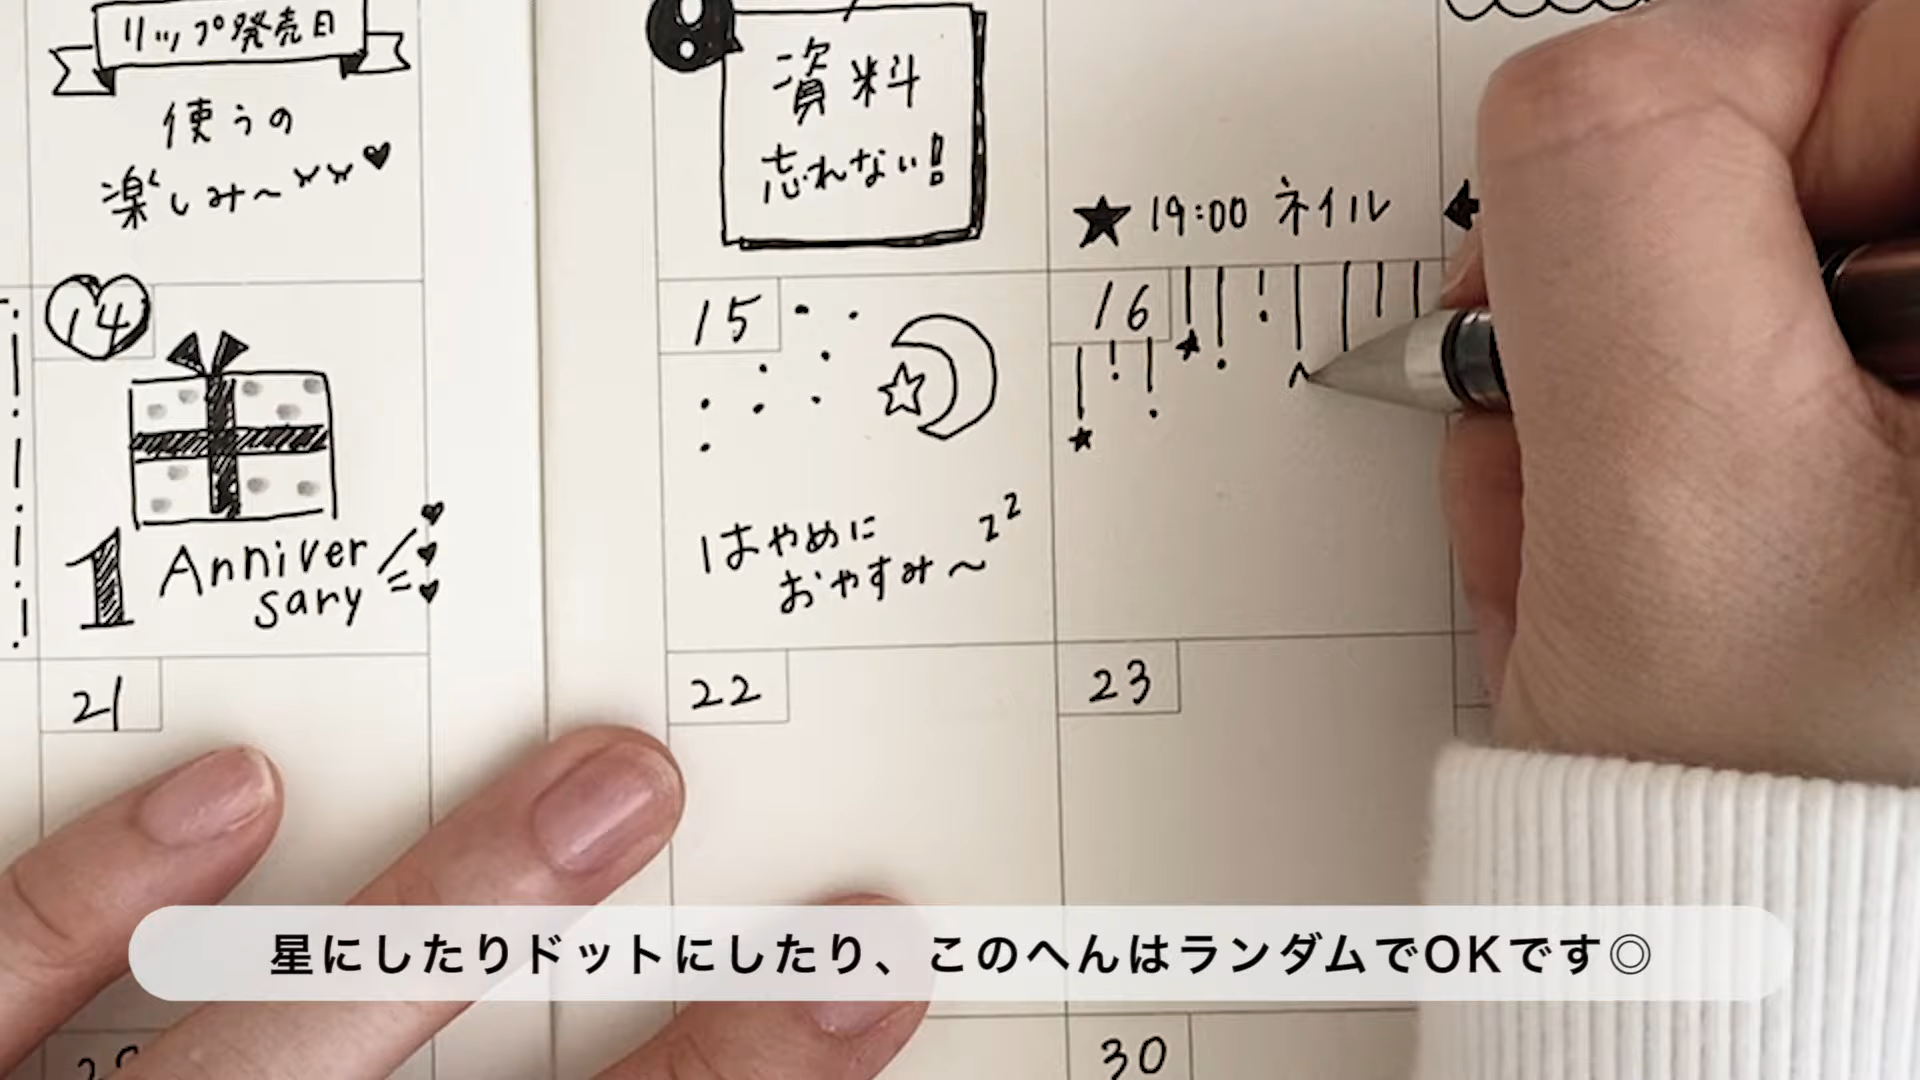 リップ発売日
使うの
楽しみ〜
資料
忘れない!
★ 19:00 ネイル
14
1 Anniver
sary
15
はやめに
おやすみ〜zz
16
21
22
23
30
星にしたりドットにしたり、このへんはランダムでOKです◎